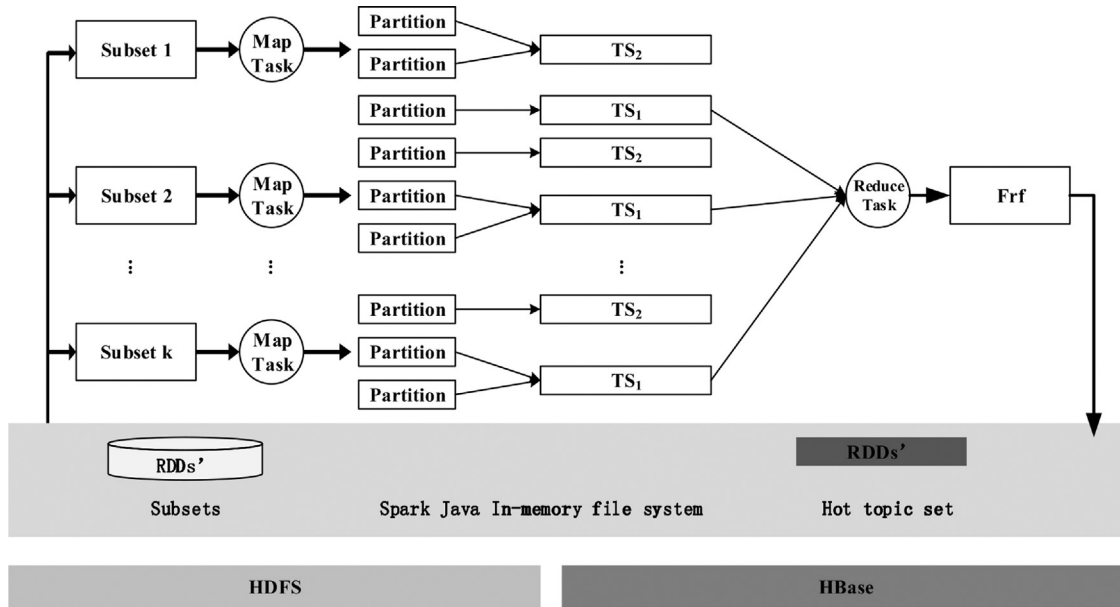 Partition
Subset 1
Map
Task
Partition
TS₂
Partition
TS₁
Partition
TS₂
Subset 2
Map
Task
Partition
TS₁
Reduce
Task
Frf
Partition
⋮
⋮
⋮
Partition
TS₂
Subset k
Map
Task
Partition
TS₁
Partition
RDDs’
RDDs’
Subsets
Spark Java In-memory file system
Hot topic set
HDFS
HBase